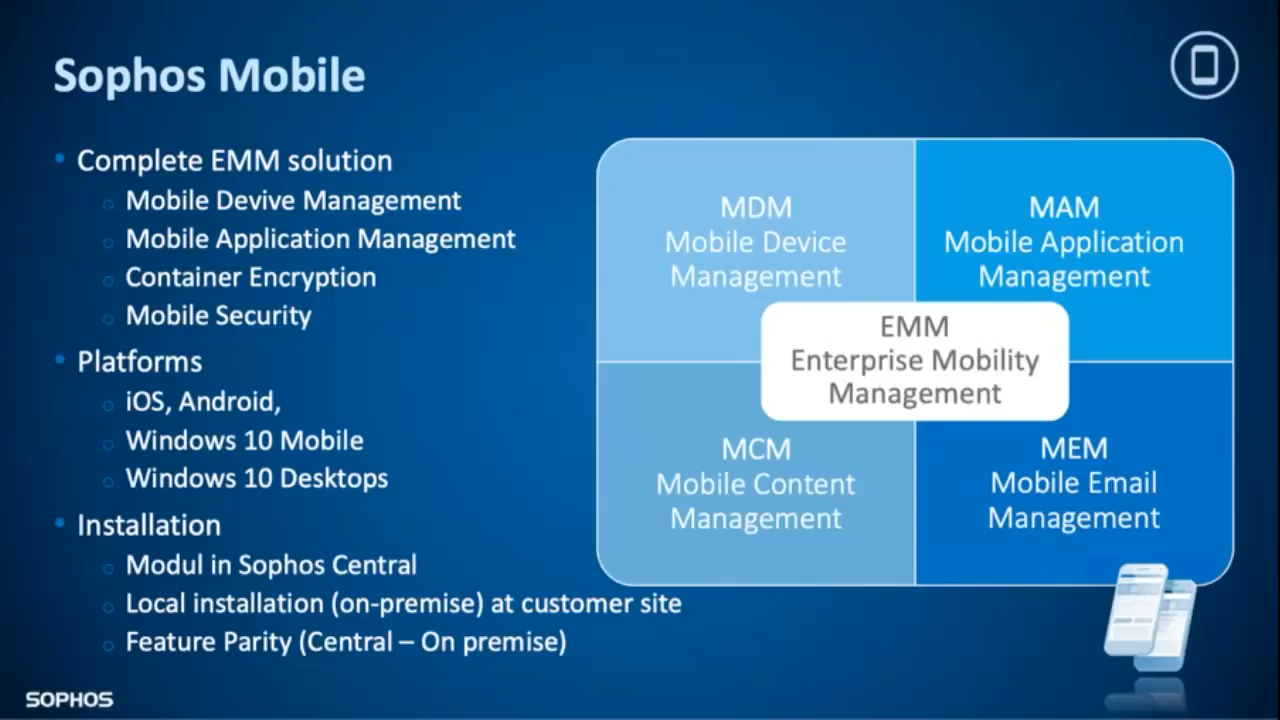 Sophos Mobile
Complete EMM solution
Mobile Devive Management
Mobile Application Management
Container Encryption
Mobile Security
Platforms
iOS, Android,
Windows 10 Mobile
Windows 10 Desktops
Installation
Modul in Sophos Central
Local installation (on-premise) at customer site
Feature Parity (Central – On premise)
MDM
Mobile Device
Management
MAM
Mobile Application
Management
EMM
Enterprise Mobility
Management
MCM
Mobile Content
Management
MEM
Mobile Email
Management
SOPHOS